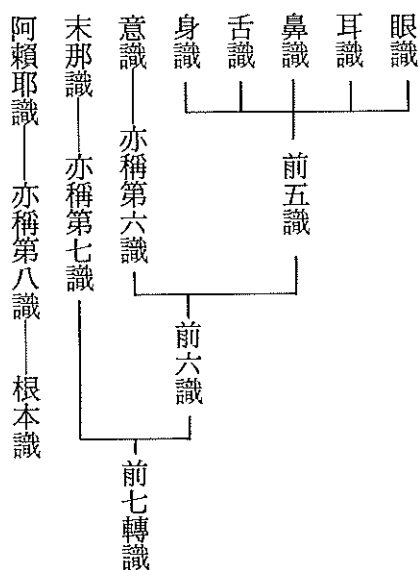 眼識
耳識
鼻識
舌識
身識
前五識
意識
亦稱第六識
前六識
末那識
亦稱第七識
前七轉識
阿賴耶識
亦稱第八識
根本識